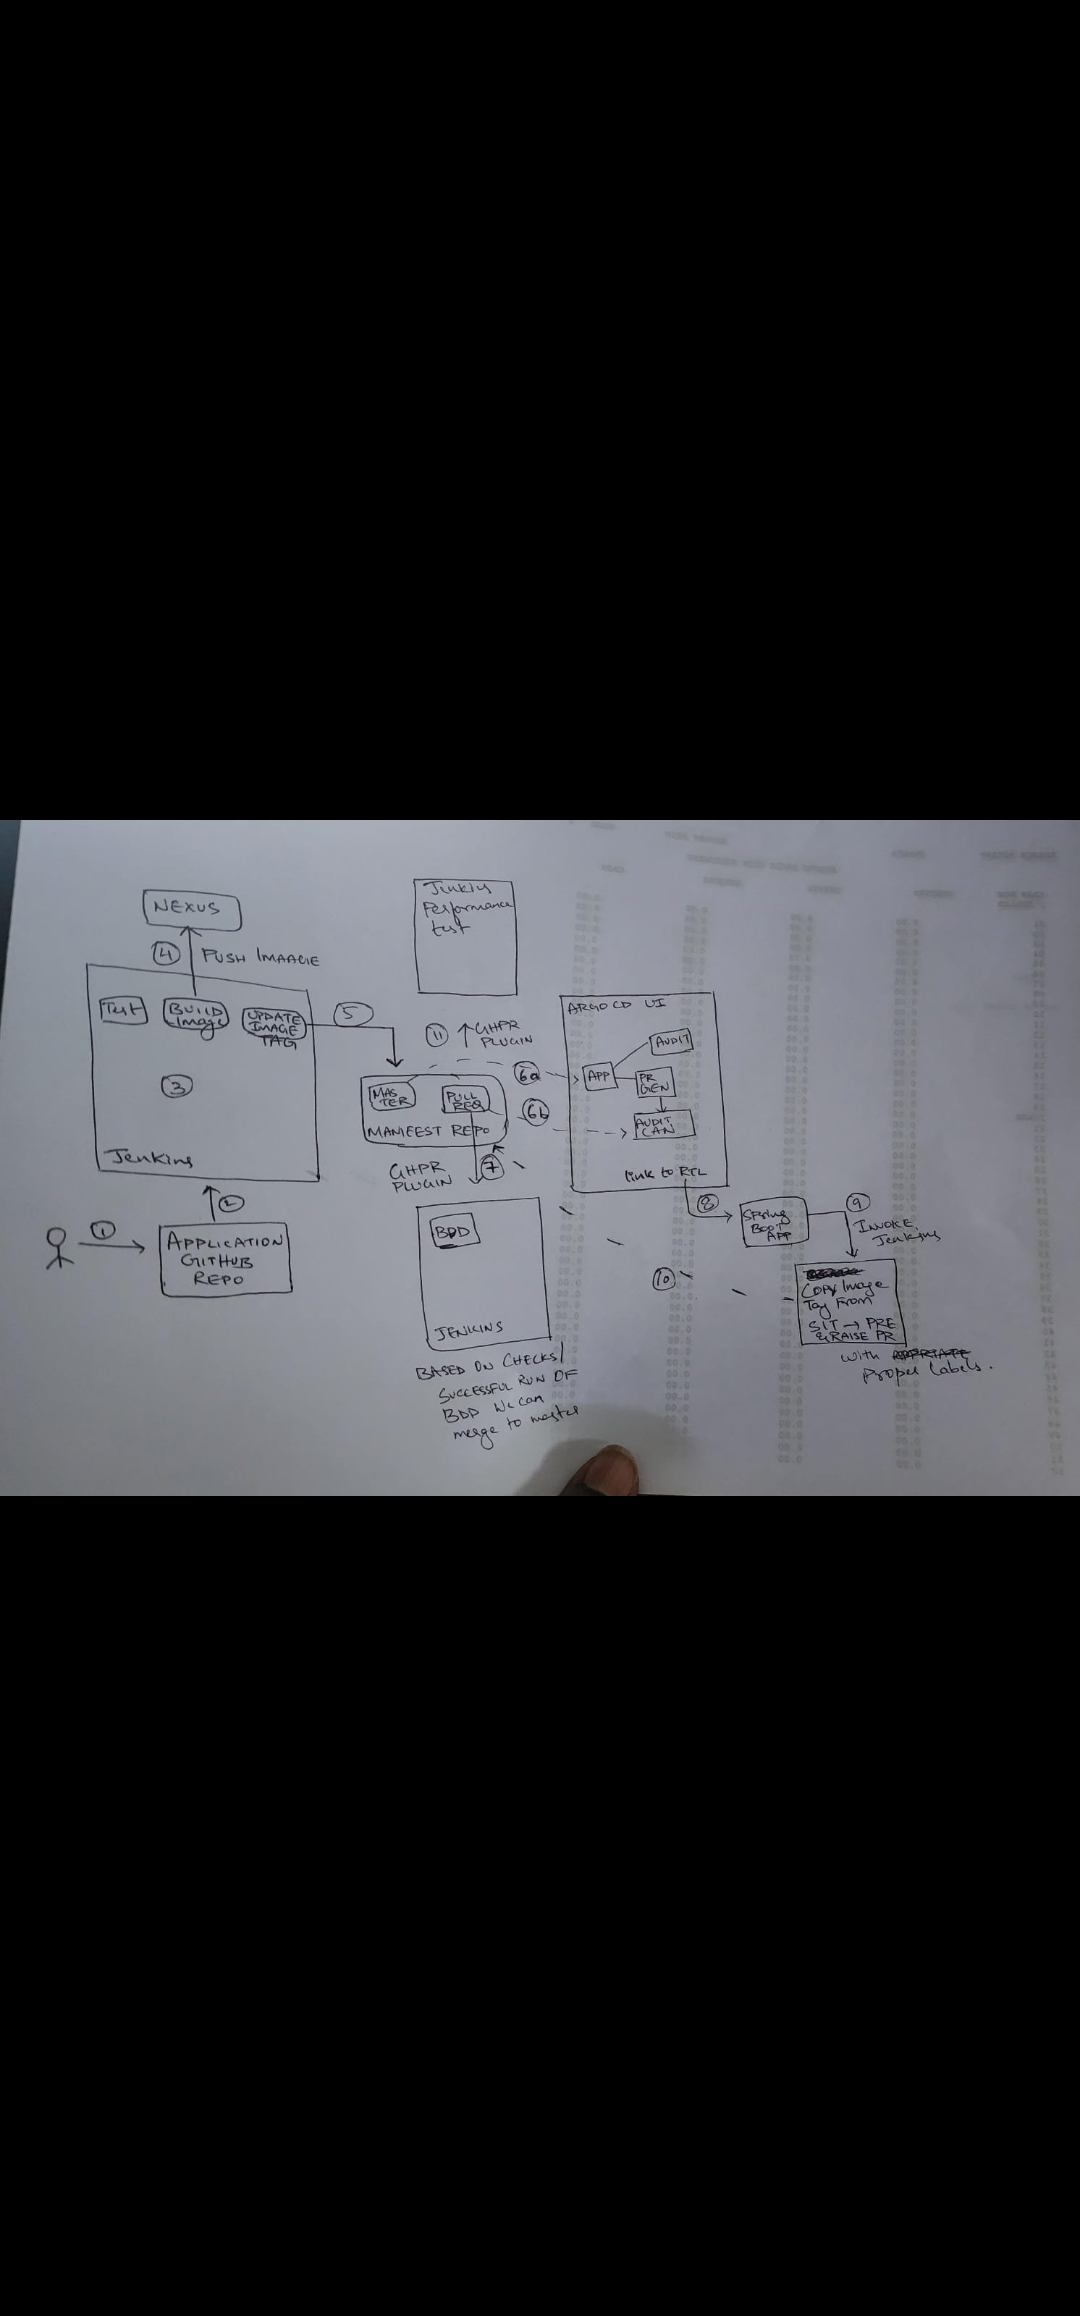 NEXUS
4
PUSH IMAAGIE
Test
BUILD
Image
UPDATE
IMAGE
TAG
3
Jenkins
2
1
APPLICATION
GITHUB
REPO
5
Jenkins
Performance
test
11
GHPR
PLUGIN
MAS
TER
PULL
REQ
MANIFEST REPO
GHPR
PLUGIN
7
6a
6b
BDD
JENKINS
BASED ON CHECKS/
SUCCESSFUL RUN OF
BDD We can
merge to master
ARGO CD UI
AUDIT
APP
PR
GEN
AUDIT
CAN
link to RTL
8
Spring
Boot
APP
9
INVOKE
Jenkins
10
Copy Image
Tag From
SIT → PRE
& RAISE PR
with
Proper Labels.